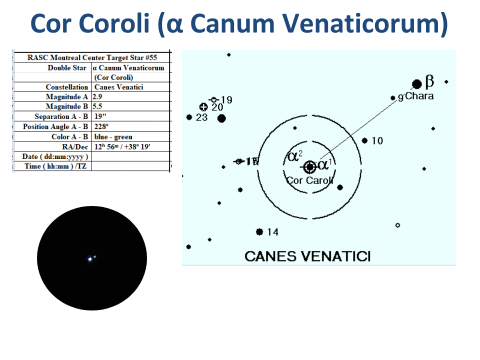 Cor Coroli (α Canum Venaticorum)
RASC Montreal Center Target Star #55
Double Star α Canum Venaticorum
(Cor Coroli)
Constellation Canes Venatici
Magnitude A 2.9
Magnitude B 5.5
Separation A - B 19"
Position Angle A - B 228º
Color A - B blue - green
RA/Dec 12ʰ 56ᵐ / +38º 19'
Date ( dd:mm:yyyy )
Time ( hh:mm ) /TZ
19
20
23
β
9
Chara
10
α² α¹
Cor Caroli
14
CANES VENATICI